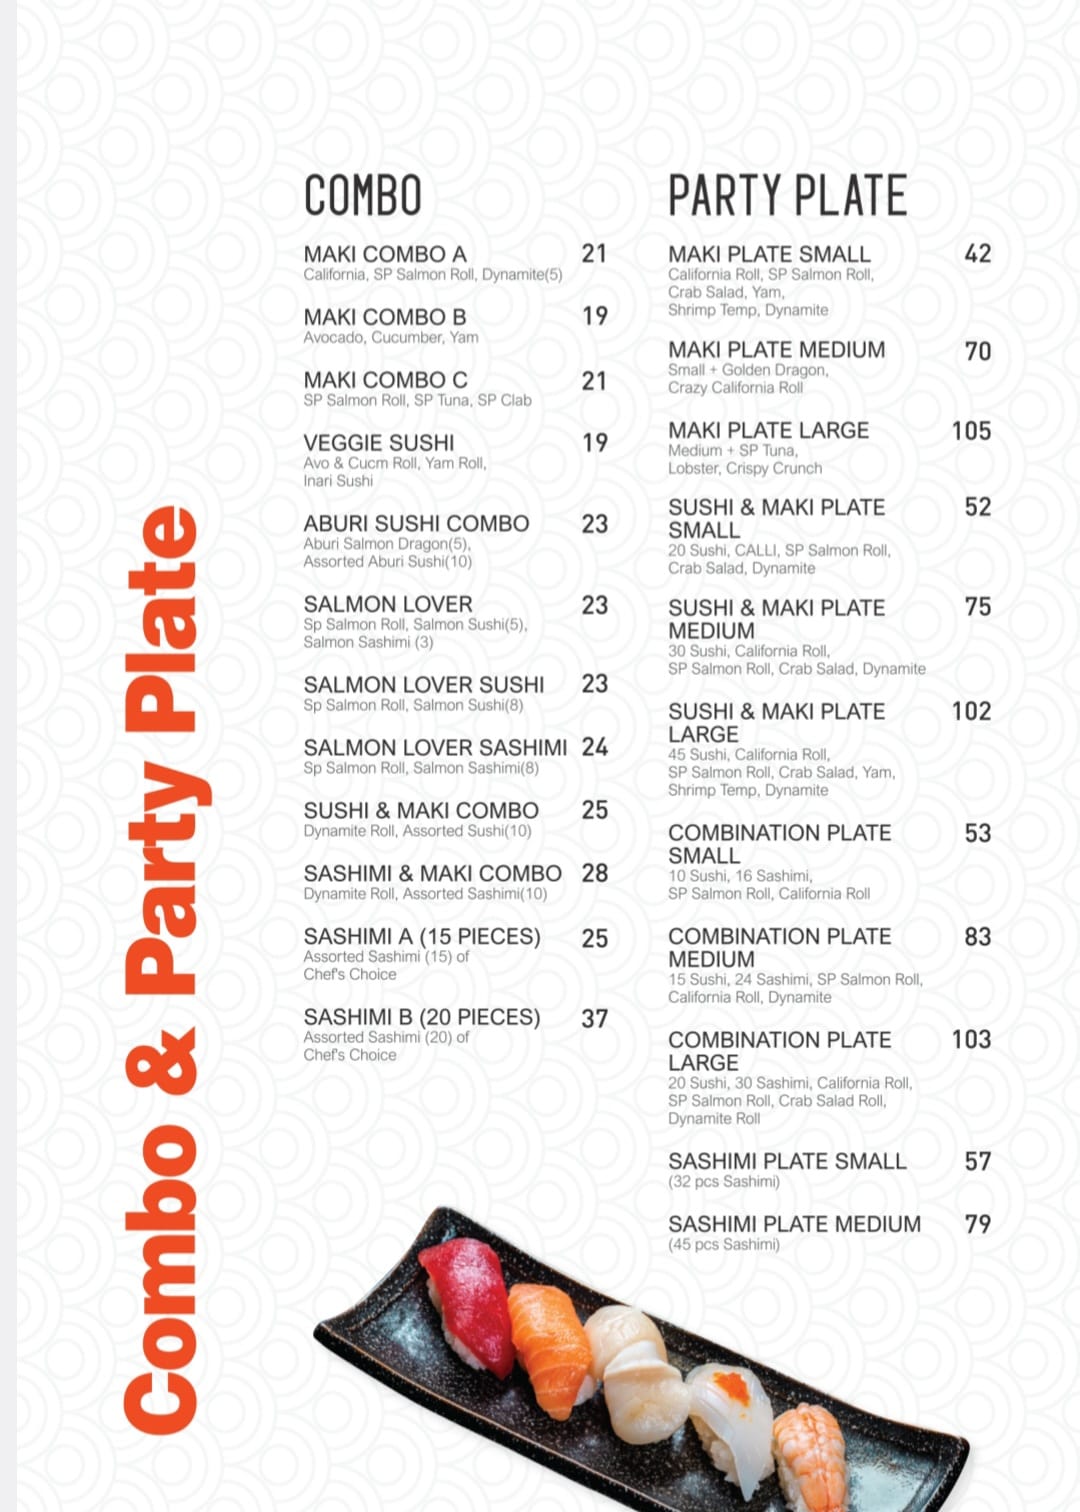 Combo & Party Plate
COMBO
MAKI COMBO A 21
California, SP Salmon Roll, Dynamite(5)
MAKI COMBO B 19
Avocado, Cucumber, Yam
MAKI COMBO C 21
SP Salmon Roll, SP Tuna, SP Clab
VEGGIE SUSHI 19
Avo & Cucm Roll, Yam Roll,
Inari Sushi
ABURI SUSHI COMBO 23
Aburi Salmon Dragon(5),
Assorted Aburi Sushi(10)
SALMON LOVER 23
Sp Salmon Roll, Salmon Sushi(5),
Salmon Sashimi (3)
SALMON LOVER SUSHI 23
Sp Salmon Roll, Salmon Sushi(8)
SALMON LOVER SASHIMI 24
Sp Salmon Roll, Salmon Sashimi(8)
SUSHI & MAKI COMBO 25
Dynamite Roll, Assorted Sushi(10)
SASHIMI & MAKI COMBO 28
Dynamite Roll, Assorted Sashimi(10)
SASHIMI A (15 PIECES) 25
Assorted Sashimi (15) of
Chef's Choice
SASHIMI B (20 PIECES) 37
Assorted Sashimi (20) of
Chef's Choice
PARTY PLATE
MAKI PLATE SMALL 42
California Roll, SP Salmon Roll,
Crab Salad, Yam,
Shrimp Temp, Dynamite
MAKI PLATE MEDIUM 70
Small + Golden Dragon,
Crazy California Roll
MAKI PLATE LARGE 105
Medium + SP Tuna,
Lobster, Crispy Crunch
SUSHI & MAKI PLATE 52
SMALL
20 Sushi, CALLI, SP Salmon Roll,
Crab Salad, Dynamite
SUSHI & MAKI PLATE 75
MEDIUM
30 Sushi, California Roll,
SP Salmon Roll, Crab Salad, Dynamite
SUSHI & MAKI PLATE 102
LARGE
45 Sushi, California Roll,
SP Salmon Roll, Crab Salad, Yam,
Shrimp Temp, Dynamite
COMBINATION PLATE 53
SMALL
10 Sushi, 16 Sashimi,
SP Salmon Roll, California Roll
COMBINATION PLATE 83
MEDIUM
15 Sushi, 24 Sashimi, SP Salmon Roll,
California Roll, Dynamite
COMBINATION PLATE 103
LARGE
20 Sushi, 30 Sashimi, California Roll,
SP Salmon Roll, Crab Salad Roll,
Dynamite Roll
SASHIMI PLATE SMALL 57
(32 pcs Sashimi)
SASHIMI PLATE MEDIUM 79
(45 pcs Sashimi)